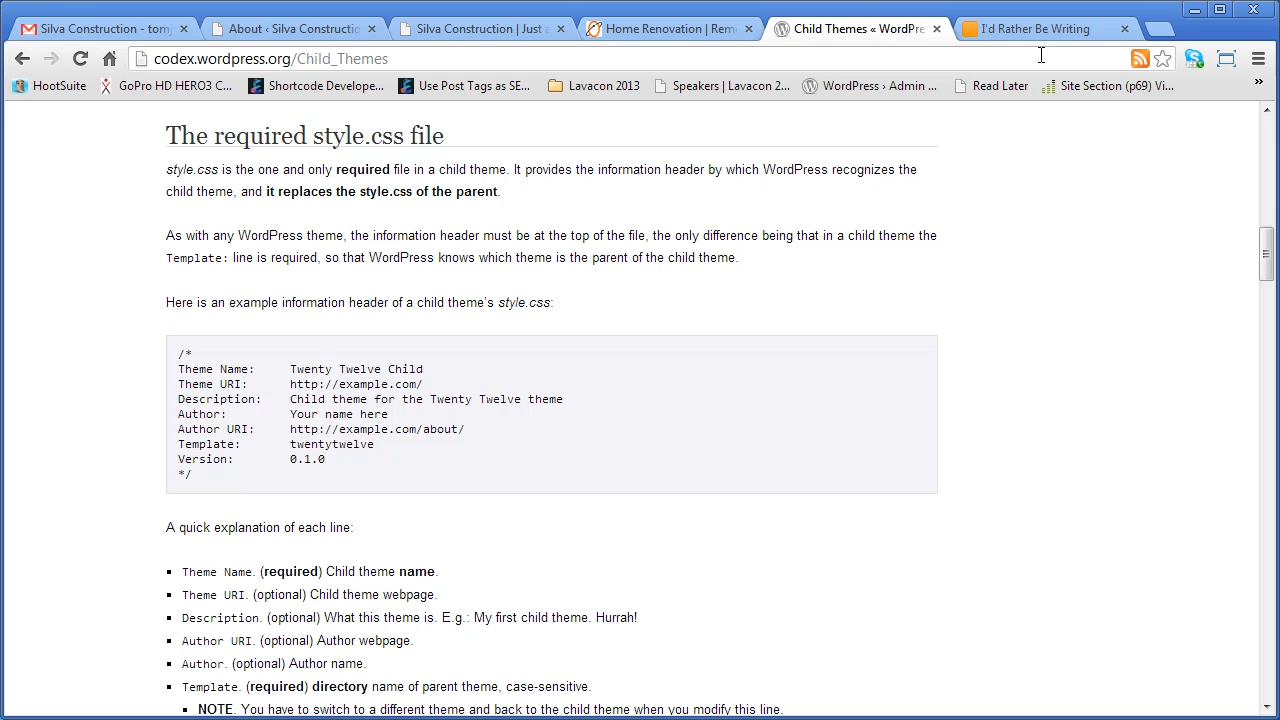 Silva Construction - tomj
About ‹ Silva Constructio
Silva Construction | Just a
Home Renovation | Rem
Child Themes « WordPre
I'd Rather Be Writing
codex.wordpress.org/Child_Themes
HootSuite
GoPro HD HERO3 C...
Shortcode Develope...
Use Post Tags as SE...
Lavacon 2013
Speakers | Lavacon 2...
WordPress › Admin ...
Read Later
Site Section (p69) Vi...
»
The required style.css file
style.css is the one and only required file in a child theme. It provides the information header by which WordPress recognizes the
child theme, and it replaces the style.css of the parent.
As with any WordPress theme, the information header must be at the top of the file, the only difference being that in a child theme the
Template: line is required, so that WordPress knows which theme is the parent of the child theme.
Here is an example information header of a child theme's style.css:
/*
Theme Name: Twenty Twelve Child
Theme URI: http://example.com/
Description: Child theme for the Twenty Twelve theme
Author: Your name here
Author URI: http://example.com/about/
Template: twentytwelve
Version: 0.1.0
*/
A quick explanation of each line:
Theme Name. (required) Child theme name.
Theme URI. (optional) Child theme webpage.
Description. (optional) What this theme is. E.g.: My first child theme. Hurrah!
Author URI. (optional) Author webpage.
Author. (optional) Author name.
Template. (required) directory name of parent theme, case-sensitive.
NOTE. You have to switch to a different theme and back to the child theme when you modify this line.